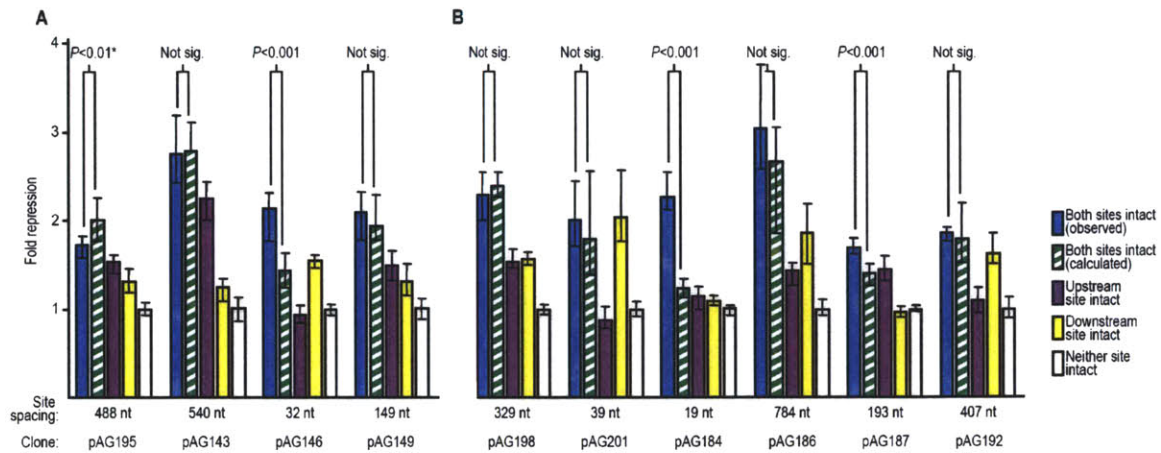 A
B
P<0.01*
Not sig.
P<0.001
Not sig.
Not sig.
Not sig.
P<0.001
Not sig.
P<0.001
Not sig.
4
3
2
1
Fold repression
Both sites intact
(observed)
Both sites intact
(calculated)
Upstream
site intact
Downstream
site intact
Neither site
intact
Site
spacing: 488 nt 540 nt 32 nt 149 nt 329 nt 39 nt 19 nt 784 nt 193 nt 407 nt
Clone: pAG195 pAG143 pAG146 pAG149 pAG198 pAG201 pAG184 pAG186 pAG187 pAG192